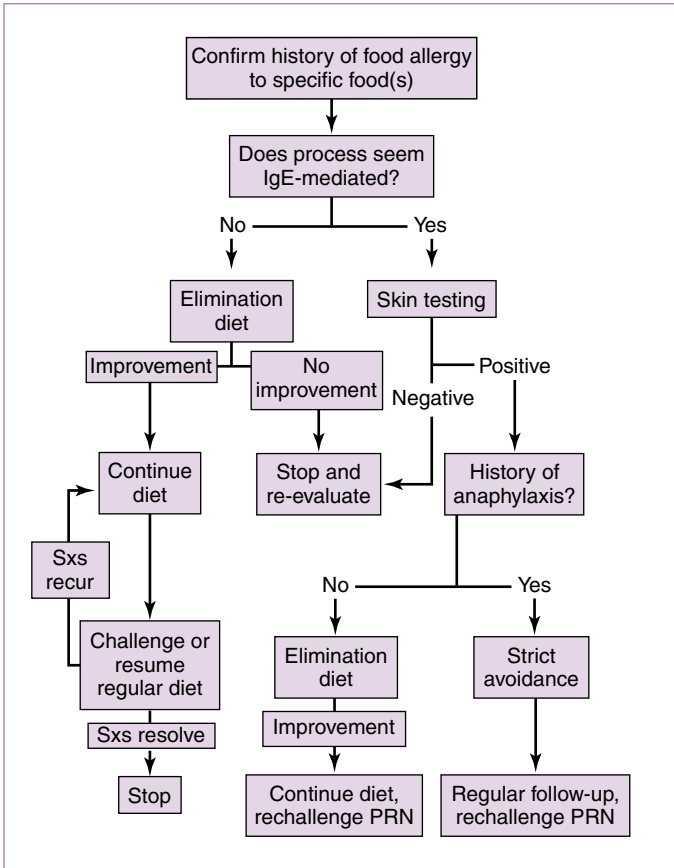 Confirm history of food allergy
to specific food(s)
Does process seem
IgE-mediated?
No
Yes
Elimination
diet
Skin testing
Improvement
No
improvement
Positive
Negative
Continue
diet
Stop and
re-evaluate
History of
anaphylaxis?
Sxs
recur
No
Yes
Challenge or
resume
regular diet
Elimination
diet
Strict
avoidance
Sxs resolve
Improvement
Stop
Continue diet,
rechallenge PRN
Regular follow-up,
rechallenge PRN